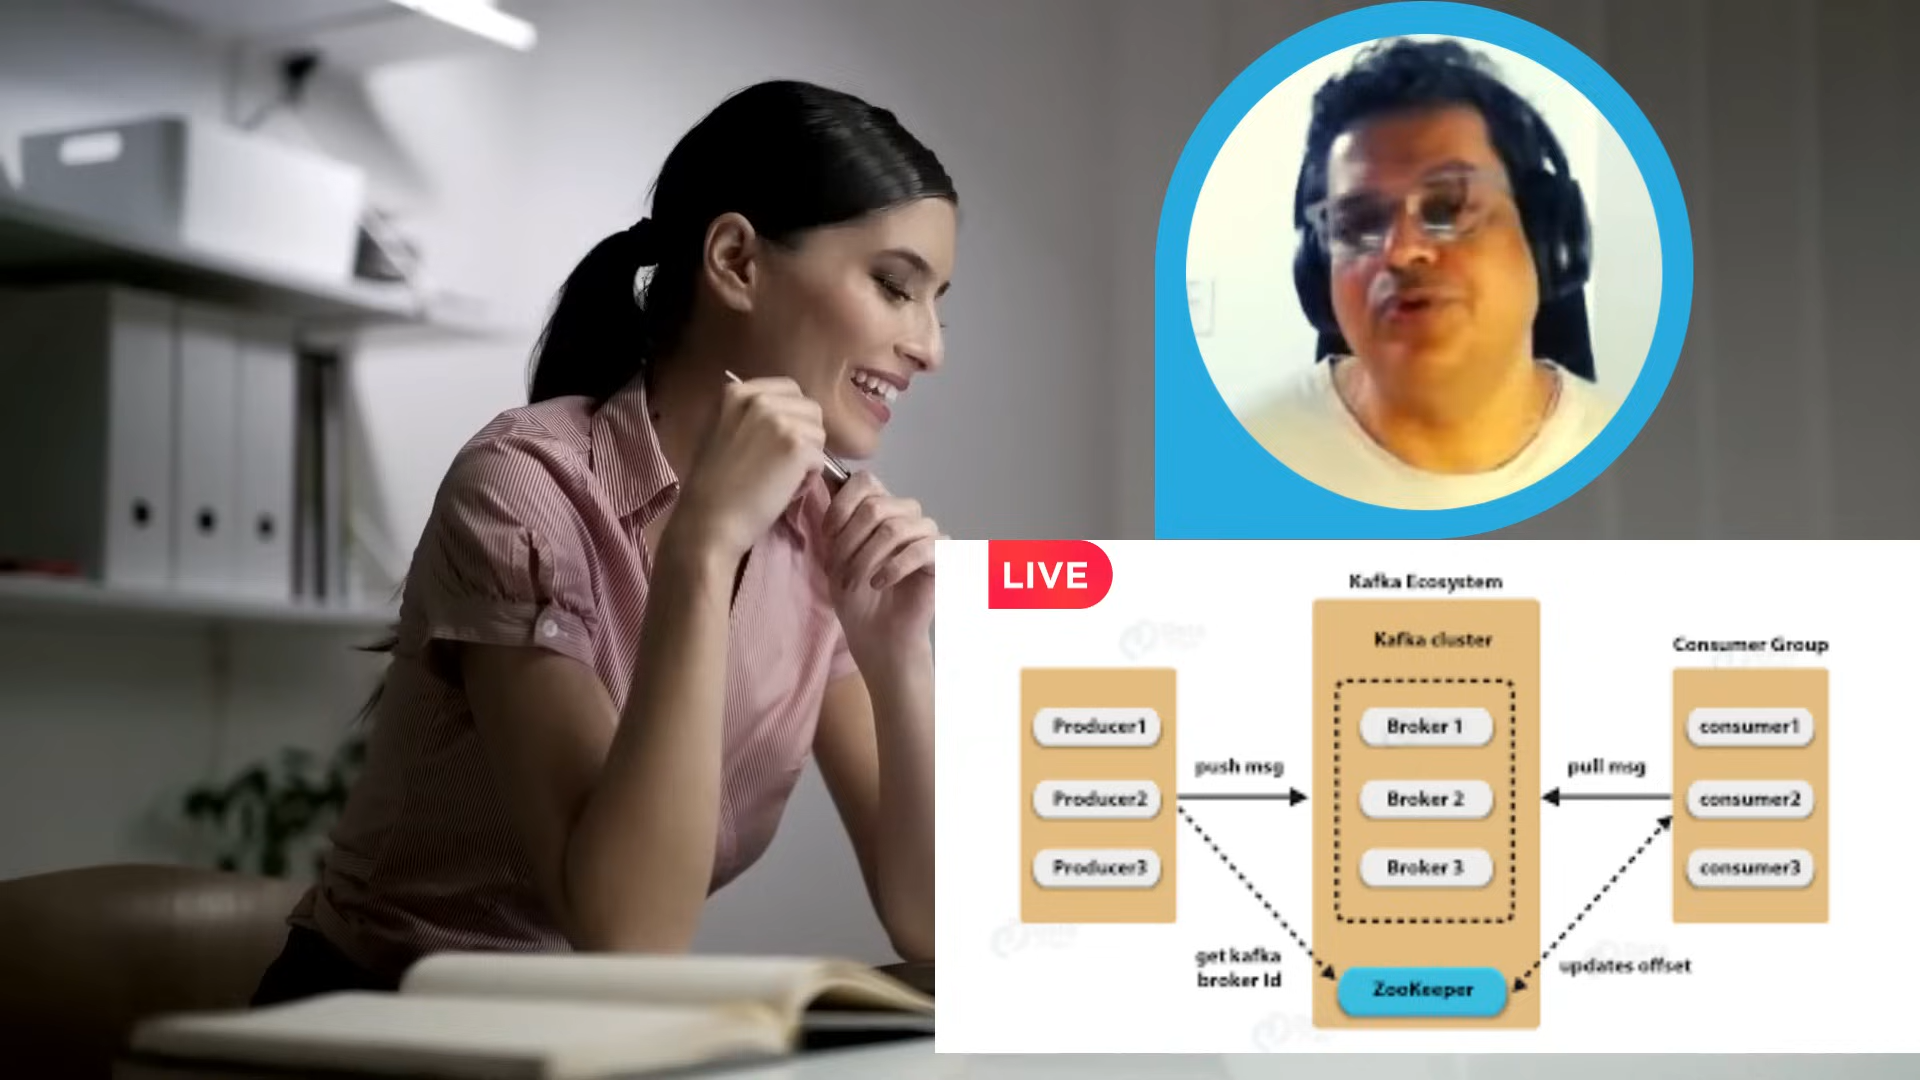 LIVE
Kafka Ecosystem
Kafka cluster
Consumer Group
Producer1
Broker 1
consumer1
push msg
pull msg
Producer2
Broker 2
consumer2
Producer3
Broker 3
consumer3
get kafka
broker Id
updates offset
ZooKeeper